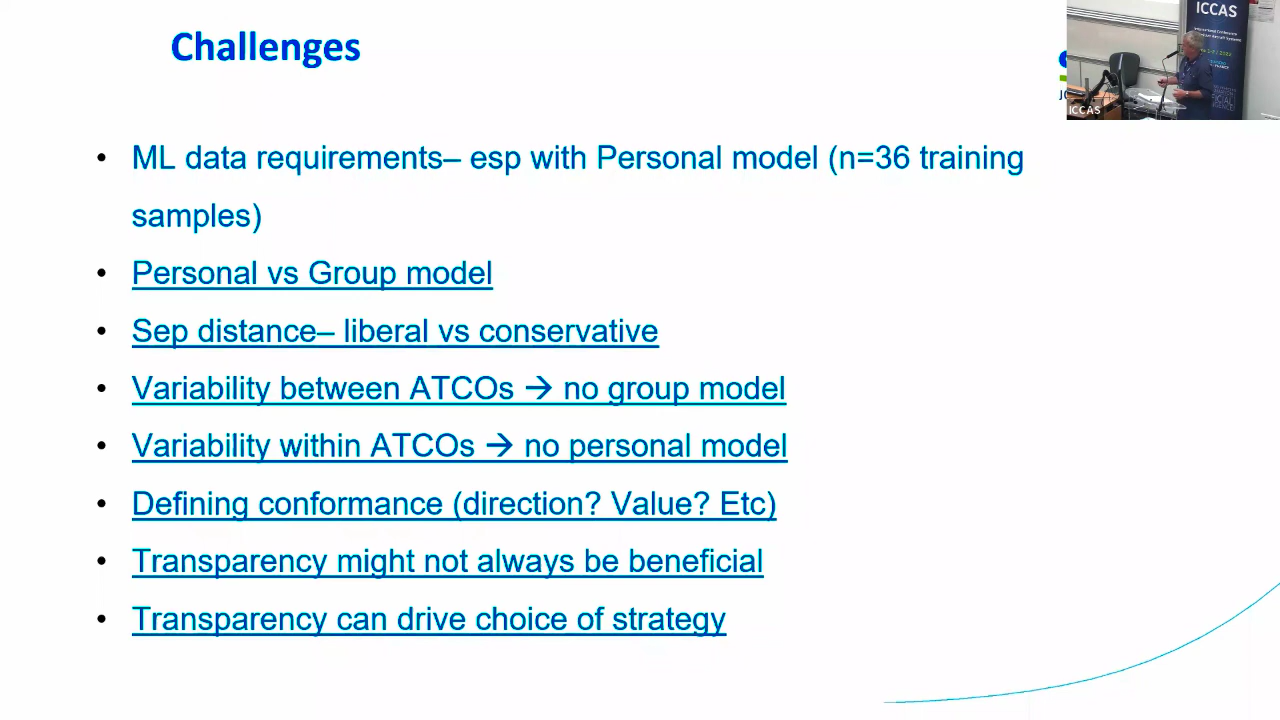 Challenges
ICCAS
ICCAS
• ML data requirements– esp with Personal model (n=36 training
samples)
• Personal vs Group model
• Sep distance– liberal vs conservative
• Variability between ATCOs → no group model
• Variability within ATCOs → no personal model
• Defining conformance (direction? Value? Etc)
• Transparency might not always be beneficial
• Transparency can drive choice of strategy